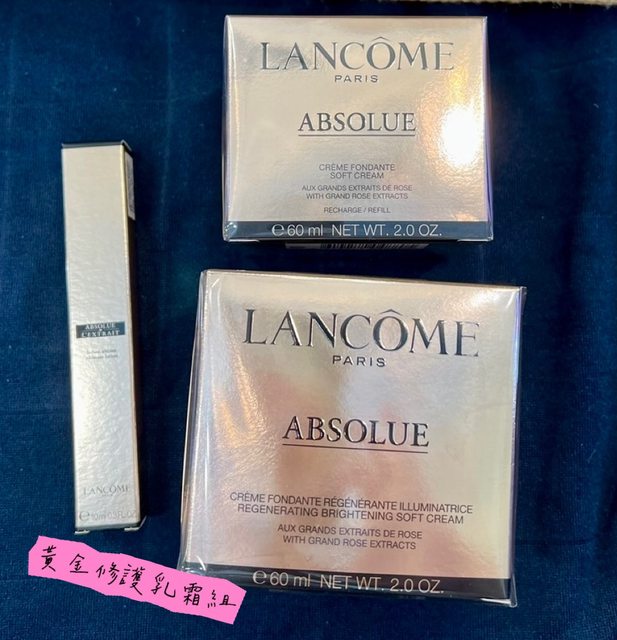 LANCÔME
PARIS
ABSOLUE
CRÈME FONDANTE
SOFT CREAM
AUX GRANDS EXTRAITS DE ROSE
WITH GRAND ROSE EXTRACTS
RECHARGE / REFILL
℮ 60 ml NET WT. 2.0 OZ.
ABSOLUE
L'EXTRAIT
LANCÔME
LANCÔME
PARIS
ABSOLUE
CRÈME FONDANTE RÉGÉNÉRANTE ILLUMINATRICE
REGENERATING BRIGHTENING SOFT CREAM
AUX GRANDS EXTRAITS DE ROSE
WITH GRAND ROSE EXTRACTS
℮ 60 ml NET WT. 2.0 OZ.
黃金修護乳霜組